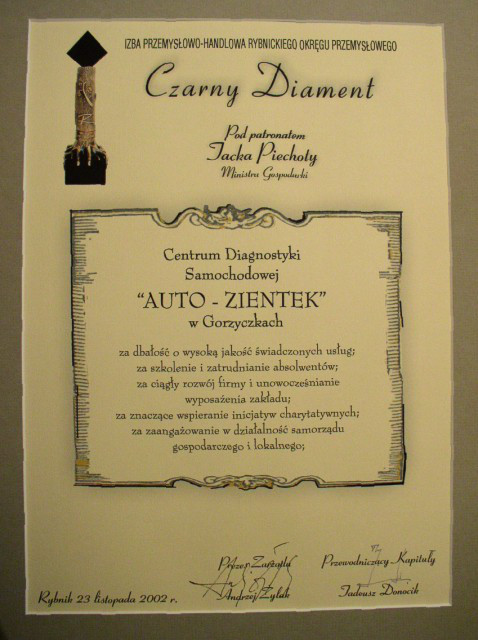 IZBA PRZEMYSŁOWO-HANDLOWA RYBNICKIEGO OKRĘGU PRZEMYSŁOWEGO
Czarny Diament
Pod patronatem
Jacka Piechoty
Ministra Gospodarki
Centrum Diagnostyki
Samochodowej
"AUTO - ZIENTEK"
w Gorzyczkach
za dbałość o wysoką jakość świadczonych usług;
za szkolenie i zatrudnianie absolwentów;
za ciągły rozwój firmy i unowocześnianie
wyposażenia zakładu;
za znaczące wspieranie inicjatyw charytatywnych;
za zaangażowanie w działalność samorządu
gospodarczego i lokalnego;
Prezes Zarządu
Przewodniczący Kapituły
Rybnik 23 listopada 2002 r.
Andrzej Żylak
Tadeusz Donocik